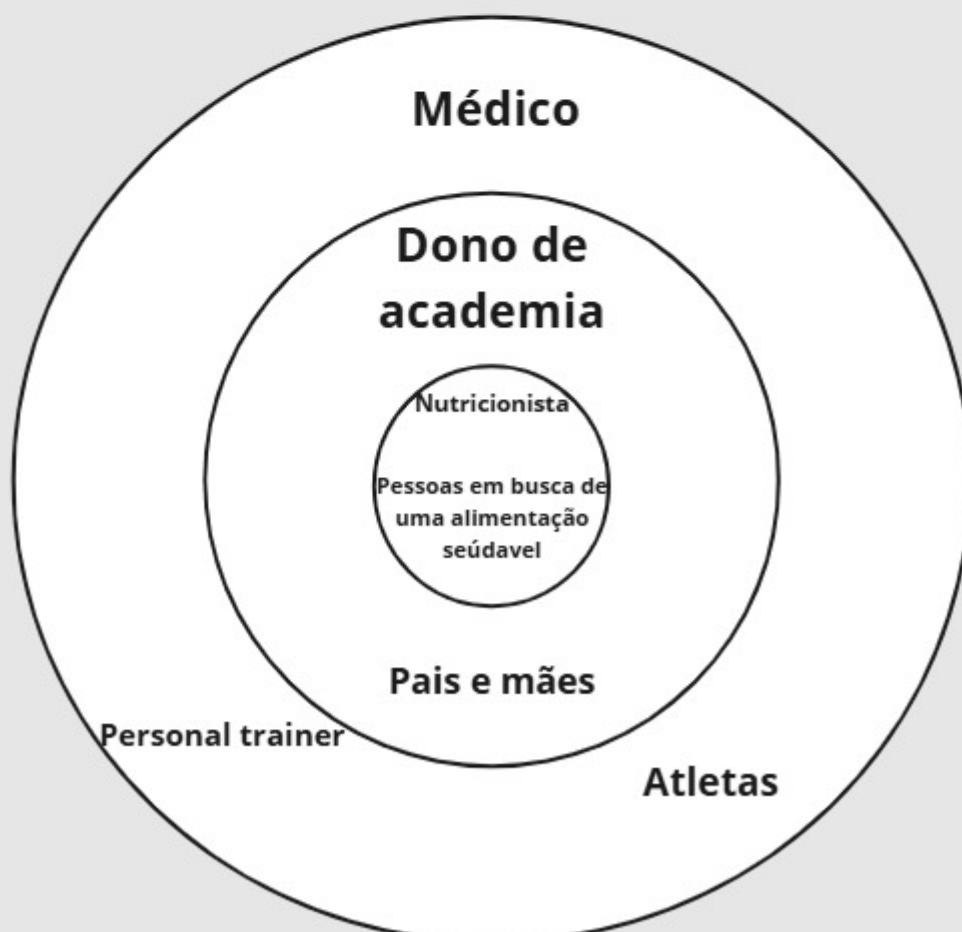 Médico
Dono de
academia
Nutricionista
Pessoas em busca de
uma alimentação
seúdavel
Pais e mães
Personal trainer
Atletas